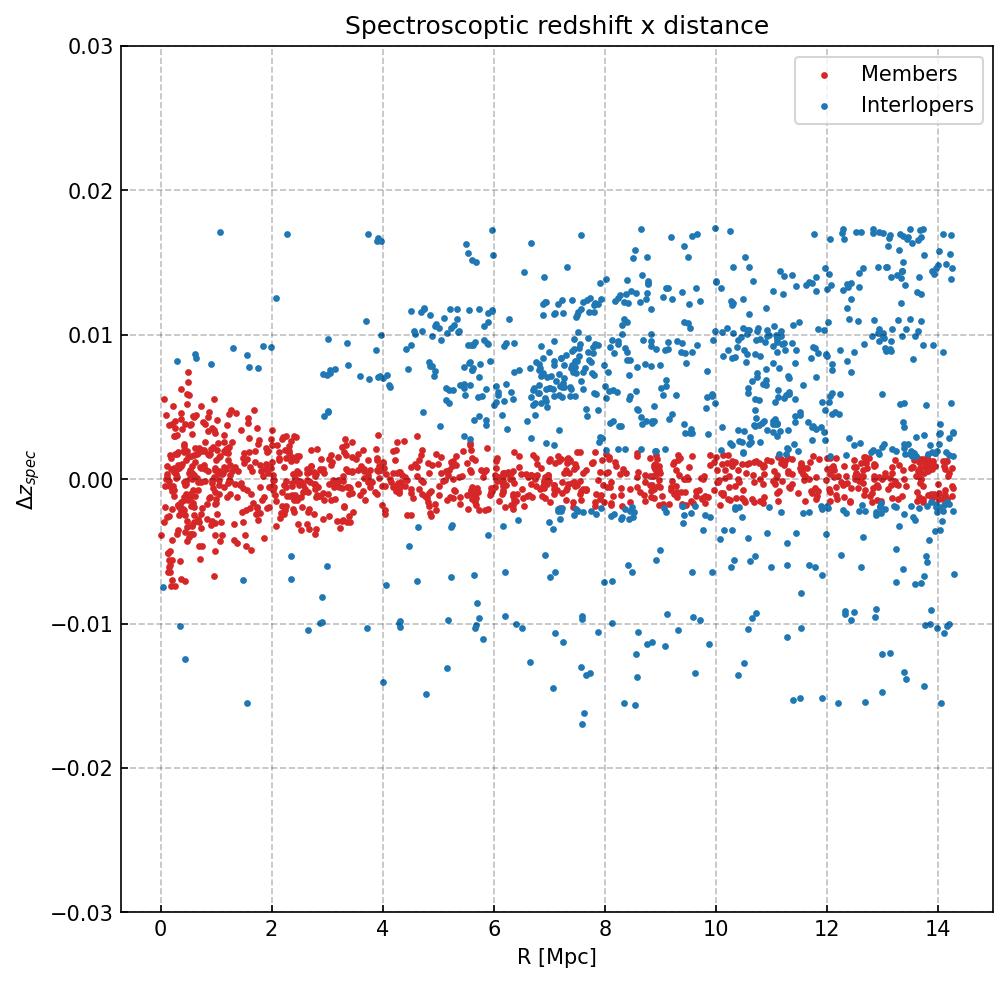 Spectroscoptic redshift x distance
Members
Interlopers
0.03
0.02
0.01
0.00
−0.01
−0.02
−0.03
Δz_spec
0 2 4 6 8 10 12 14
R [Mpc]